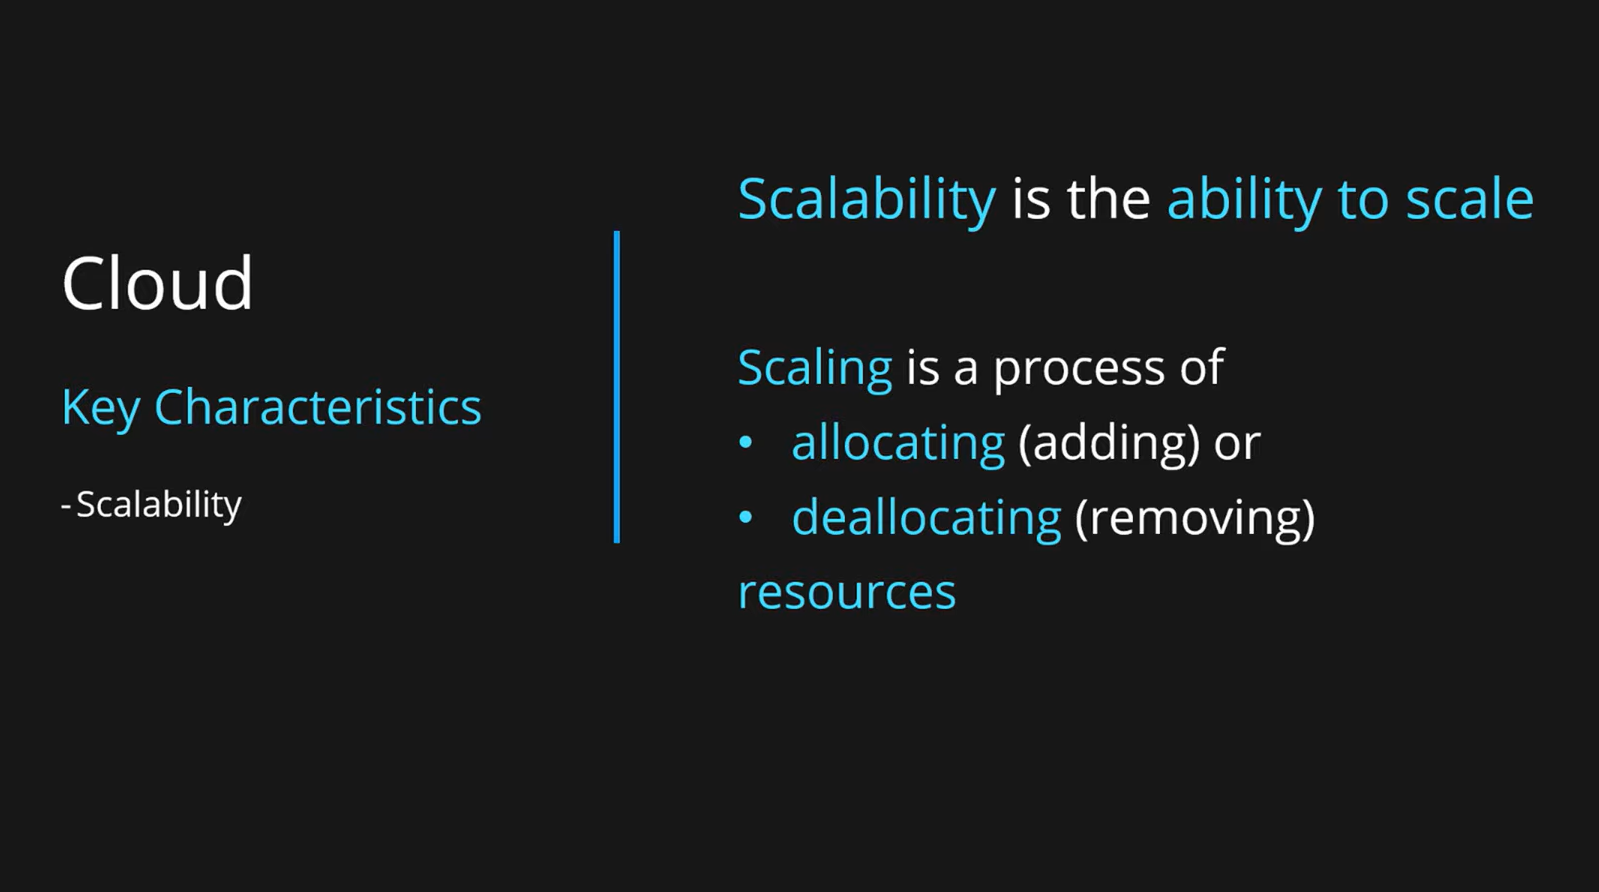 Cloud
Key Characteristics
- Scalability
Scalability is the ability to scale
Scaling is a process of
• allocating (adding) or
• deallocating (removing)
resources